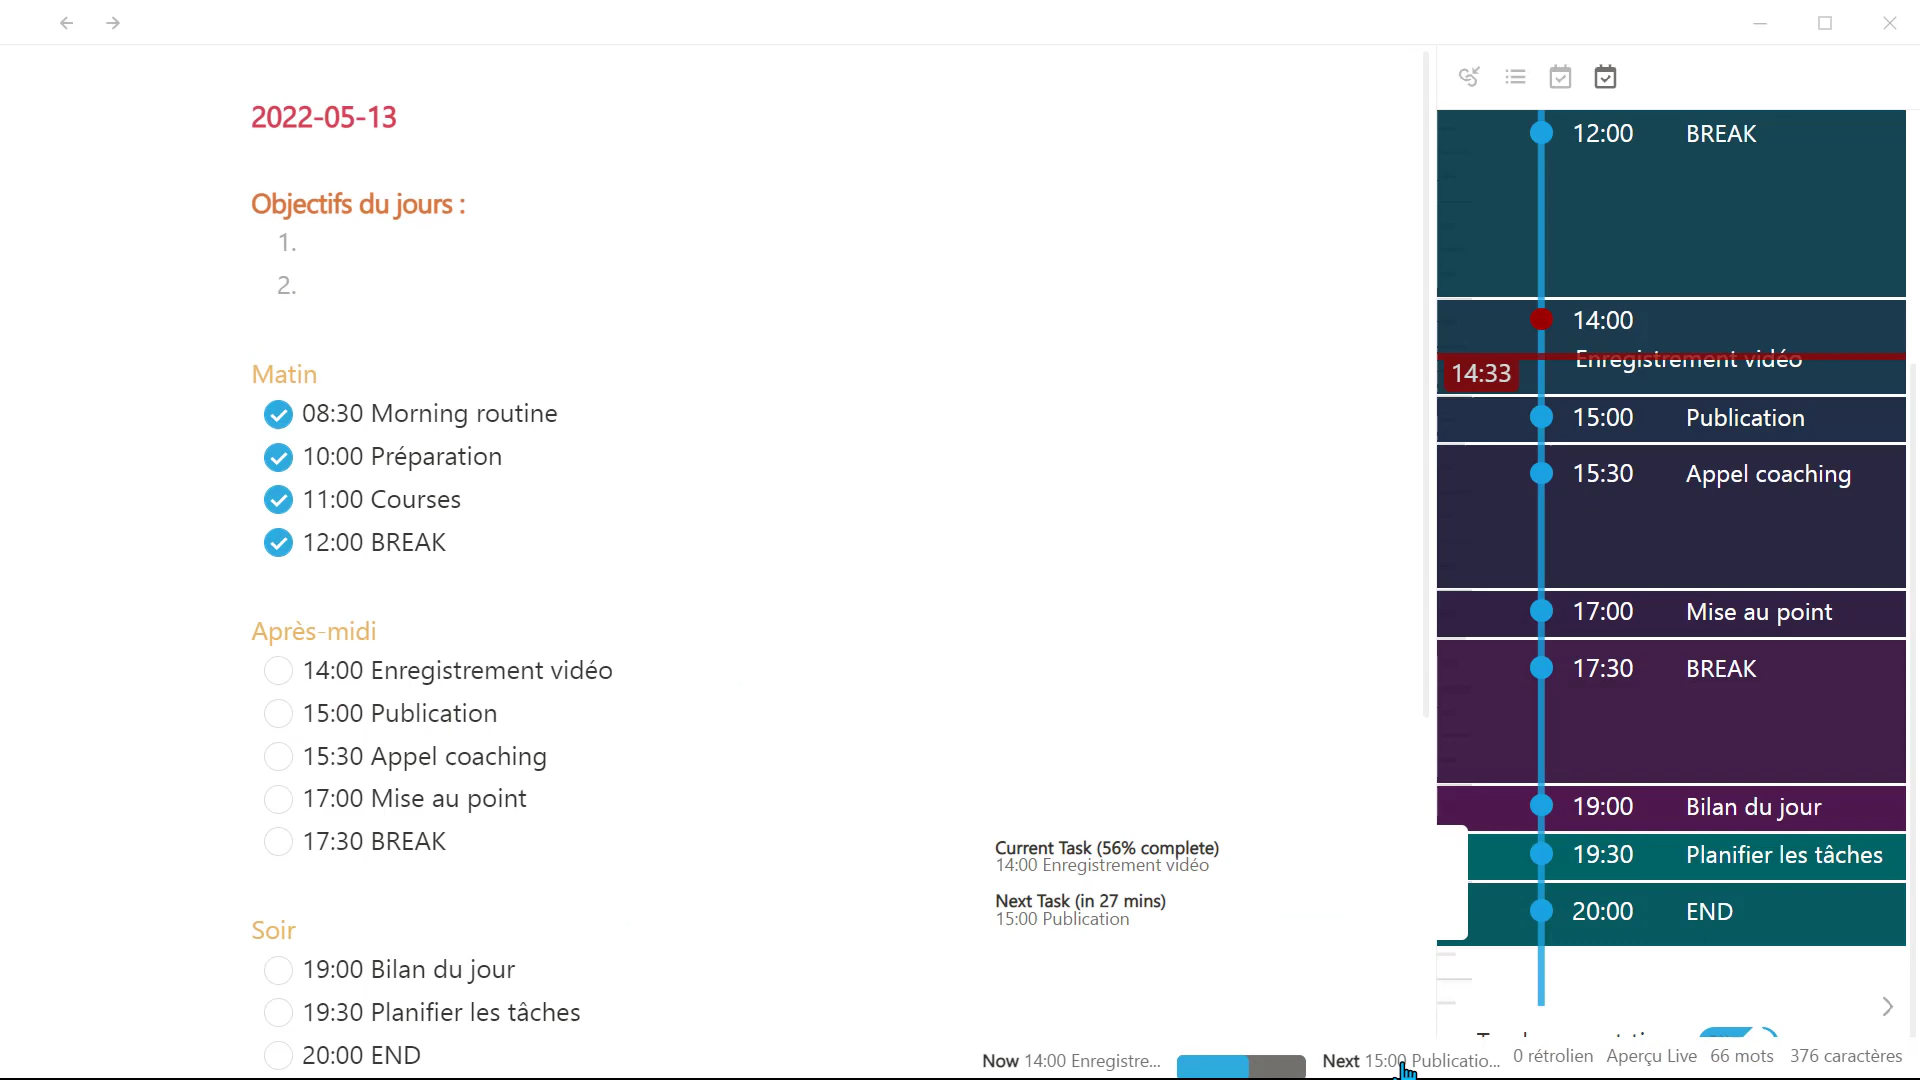 2022-05-13
Objectifs du jours :
1.
2.
Matin
08:30 Morning routine
10:00 Préparation
11:00 Courses
12:00 BREAK
Après-midi
14:00 Enregistrement vidéo
15:00 Publication
15:30 Appel coaching
17:00 Mise au point
17:30 BREAK
Soir
19:00 Bilan du jour
19:30 Planifier les tâches
20:00 END
Current Task (56% complete)
14:00 Enregistrement vidéo
Next Task (in 27 mins)
15:00 Publication
12:00 BREAK
14:00
Enregistrement vidéo
14:33
15:00 Publication
15:30 Appel coaching
17:00 Mise au point
17:30 BREAK
19:00 Bilan du jour
19:30 Planifier les tâches
20:00 END
Now 14:00 Enregistre... Next 15:00 Publicatio... 0 rétrolien Aperçu Live 66 mots 376 caractères